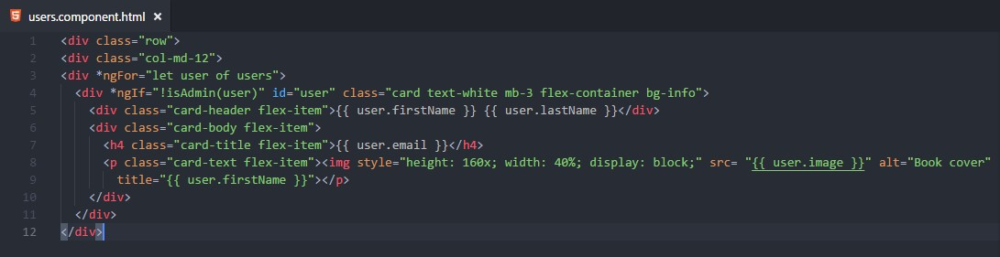 users.component.html ×
1 <div class="row">
2 <div class="col-md-12">
3 <div *ngFor="let user of users">
4 <div *ngIf="!isAdmin(user)" id="user" class="card text-white mb-3 flex-container bg-info">
5 <div class="card-header flex-item">{{ user.firstName }} {{ user.lastName }}</div>
6 <div class="card-body flex-item">
7 <h4 class="card-title flex-item">{{ user.email }}</h4>
8 <p class="card-text flex-item"><img style="height: 160x; width: 40%; display: block;" src= "{{ user.image }}" alt="Book cover"
9 title="{{ user.firstName }}"></p>
10 </div>
11 </div>
12 </div>